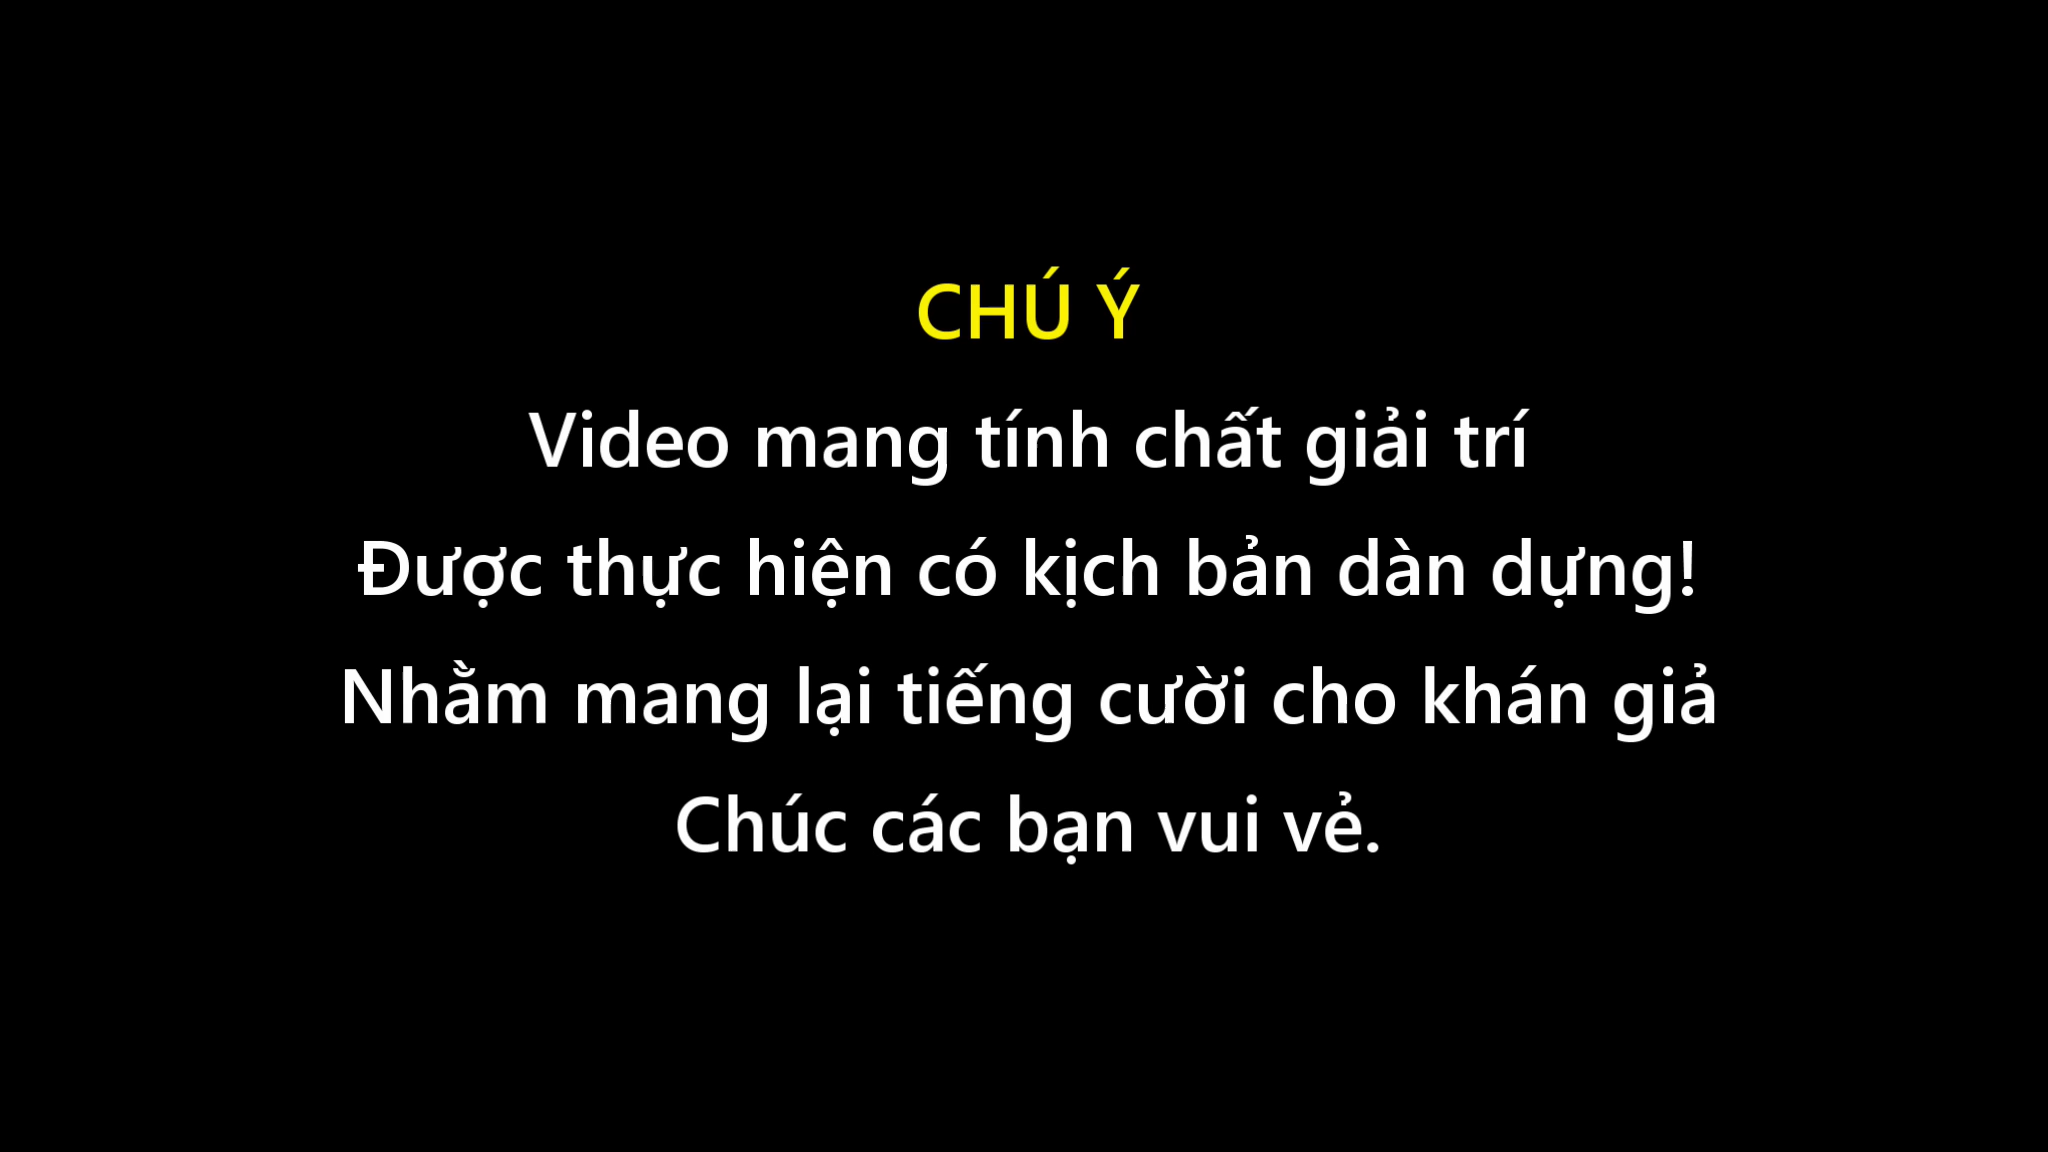 CHÚ Ý
Video mang tính chất giải trí
Được thực hiện có kịch bản dàn dựng!
Nhằm mang lại tiếng cười cho khán giả
Chúc các bạn vui vẻ.